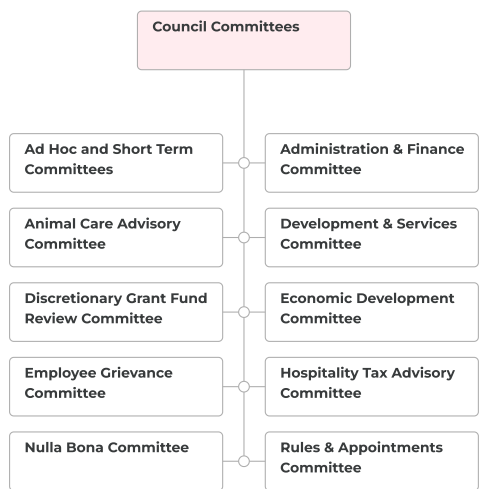 Council Committees
Ad Hoc and Short Term
Committees
Administration & Finance
Committee
Animal Care Advisory
Committee
Development & Services
Committee
Discretionary Grant Fund
Review Committee
Economic Development
Committee
Employee Grievance
Committee
Hospitality Tax Advisory
Committee
Nulla Bona Committee
Rules & Appointments
Committee